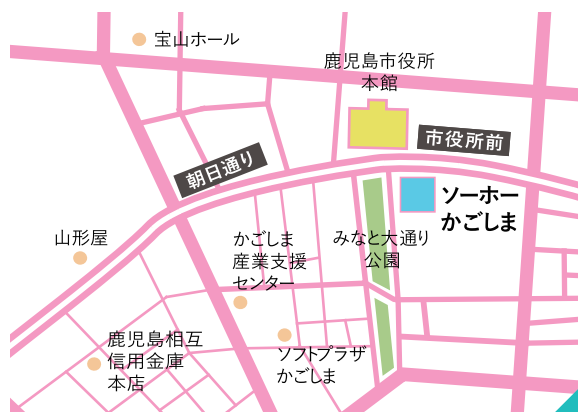 宝山ホール
鹿児島市役所
本館
市役所前
朝日通り
ソーホー
かごしま
山形屋
かごしま
産業支援
センター
みなと大通り
公園
鹿児島相互
信用金庫
本店
ソフトプラザ
かごしま